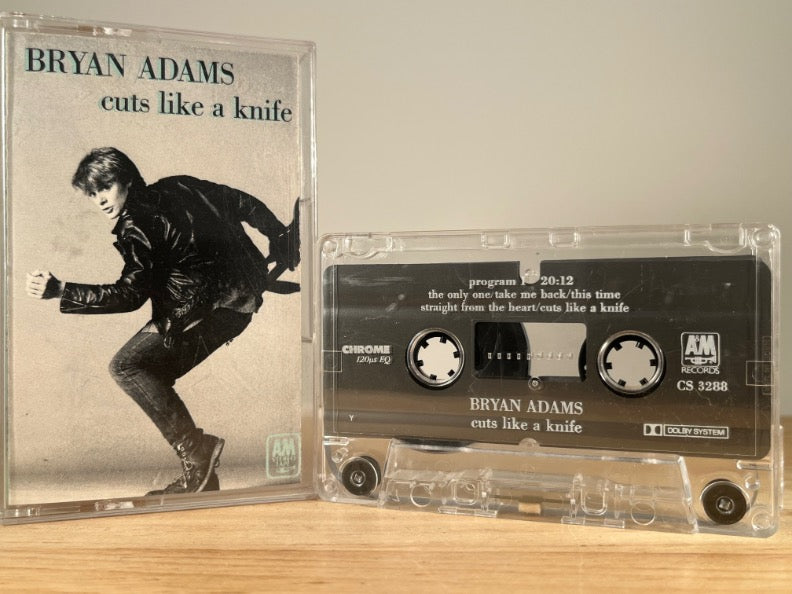 BRYAN ADAMS
cuts like a knife
A&M
program 1 20:12
the only one/take me back/this time
straight from the heart/cuts like a knife
CHROME
120µs EQ
A&M
RECORDS
CS 3288
BRYAN ADAMS
cuts like a knife
Y
DOLBY SYSTEM